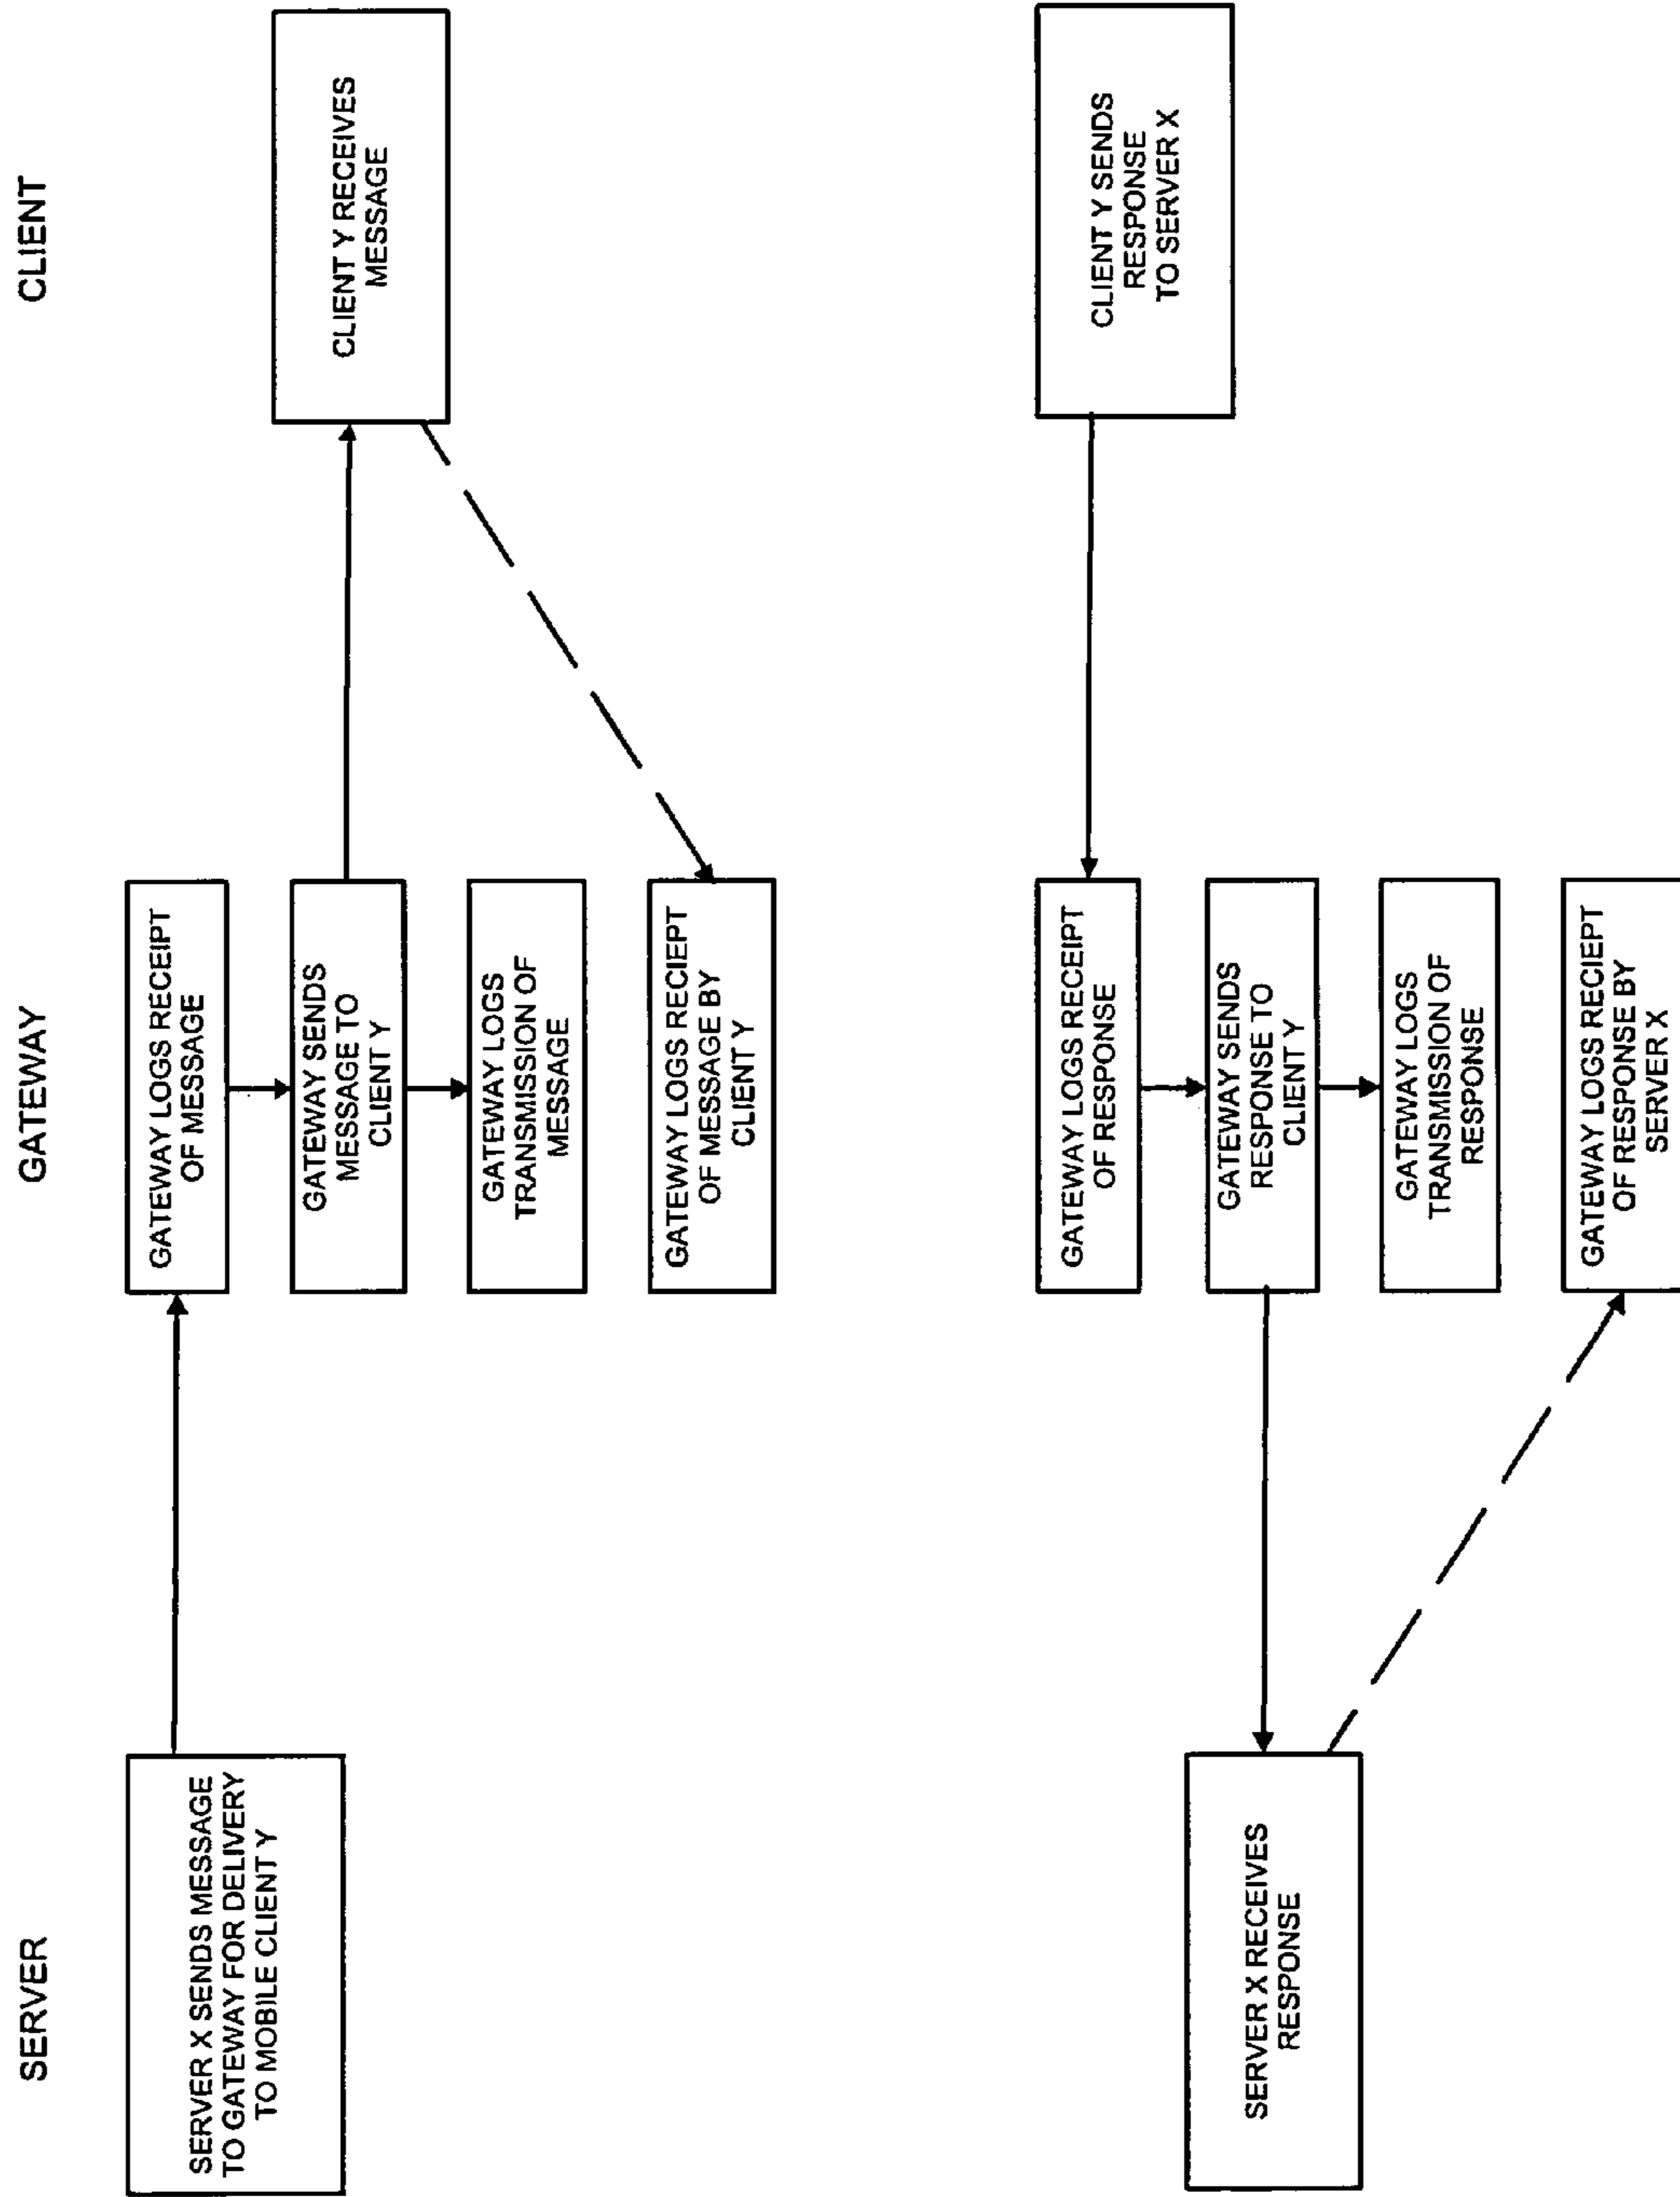 SERVER
GATEWAY
CLIENT
SERVER X SENDS MESSAGE
TO GATEWAY FOR DELIVERY
TO MOBILE CLIENT Y
GATEWAY LOGS RECEIPT
OF MESSAGE
GATEWAY SENDS
MESSAGE TO
CLIENT Y
GATEWAY LOGS
TRANSMISSION OF
MESSAGE
GATEWAY LOGS RECIEPT
OF MESSAGE BY
CLIENT Y
CLIENT Y RECEIVES
MESSAGE
CLIENT Y SENDS
RESPONSE
TO SERVER X
GATEWAY LOGS RECEIPT
OF RESPONSE
GATEWAY SENDS
RESPONSE TO
CLIENT Y
GATEWAY LOGS
TRANSMISSION OF
RESPONSE
GATEWAY LOGS RECIEPT
OF RESPONSE BY
SERVER X
SERVER X RECEIVES
RESPONSE